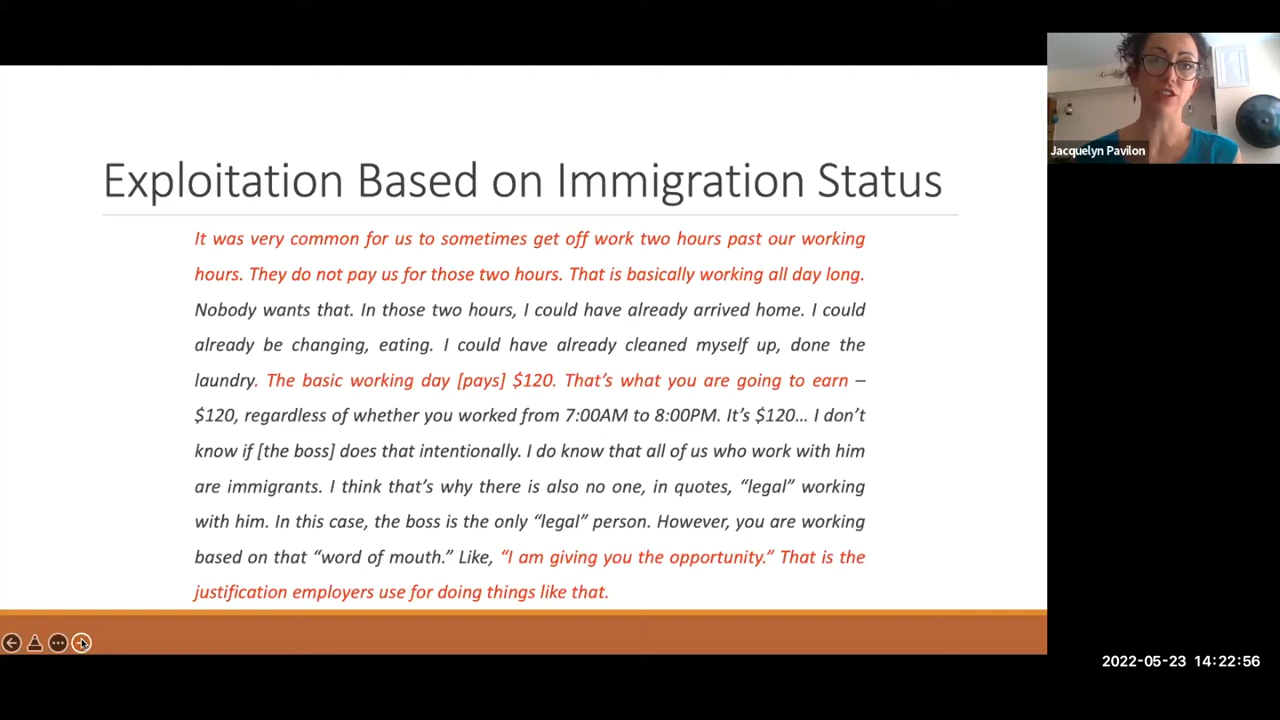 Exploitation Based on Immigration Status
It was very common for us to sometimes get off work two hours past our working
hours. They do not pay us for those two hours. That is basically working all day long.
Nobody wants that. In those two hours, I could have already arrived home. I could
already be changing, eating. I could have already cleaned myself up, done the
laundry. The basic working day [pays] $120. That’s what you are going to earn –
$120, regardless of whether you worked from 7:00AM to 8:00PM. It’s $120… I don’t
know if [the boss] does that intentionally. I do know that all of us who work with him
are immigrants. I think that’s why there is also no one, in quotes, “legal” working
with him. In this case, the boss is the only “legal” person. However, you are working
based on that “word of mouth.” Like, “I am giving you the opportunity.” That is the
justification employers use for doing things like that.
Jacquelyn Pavilon
2022-05-23 14:22:56